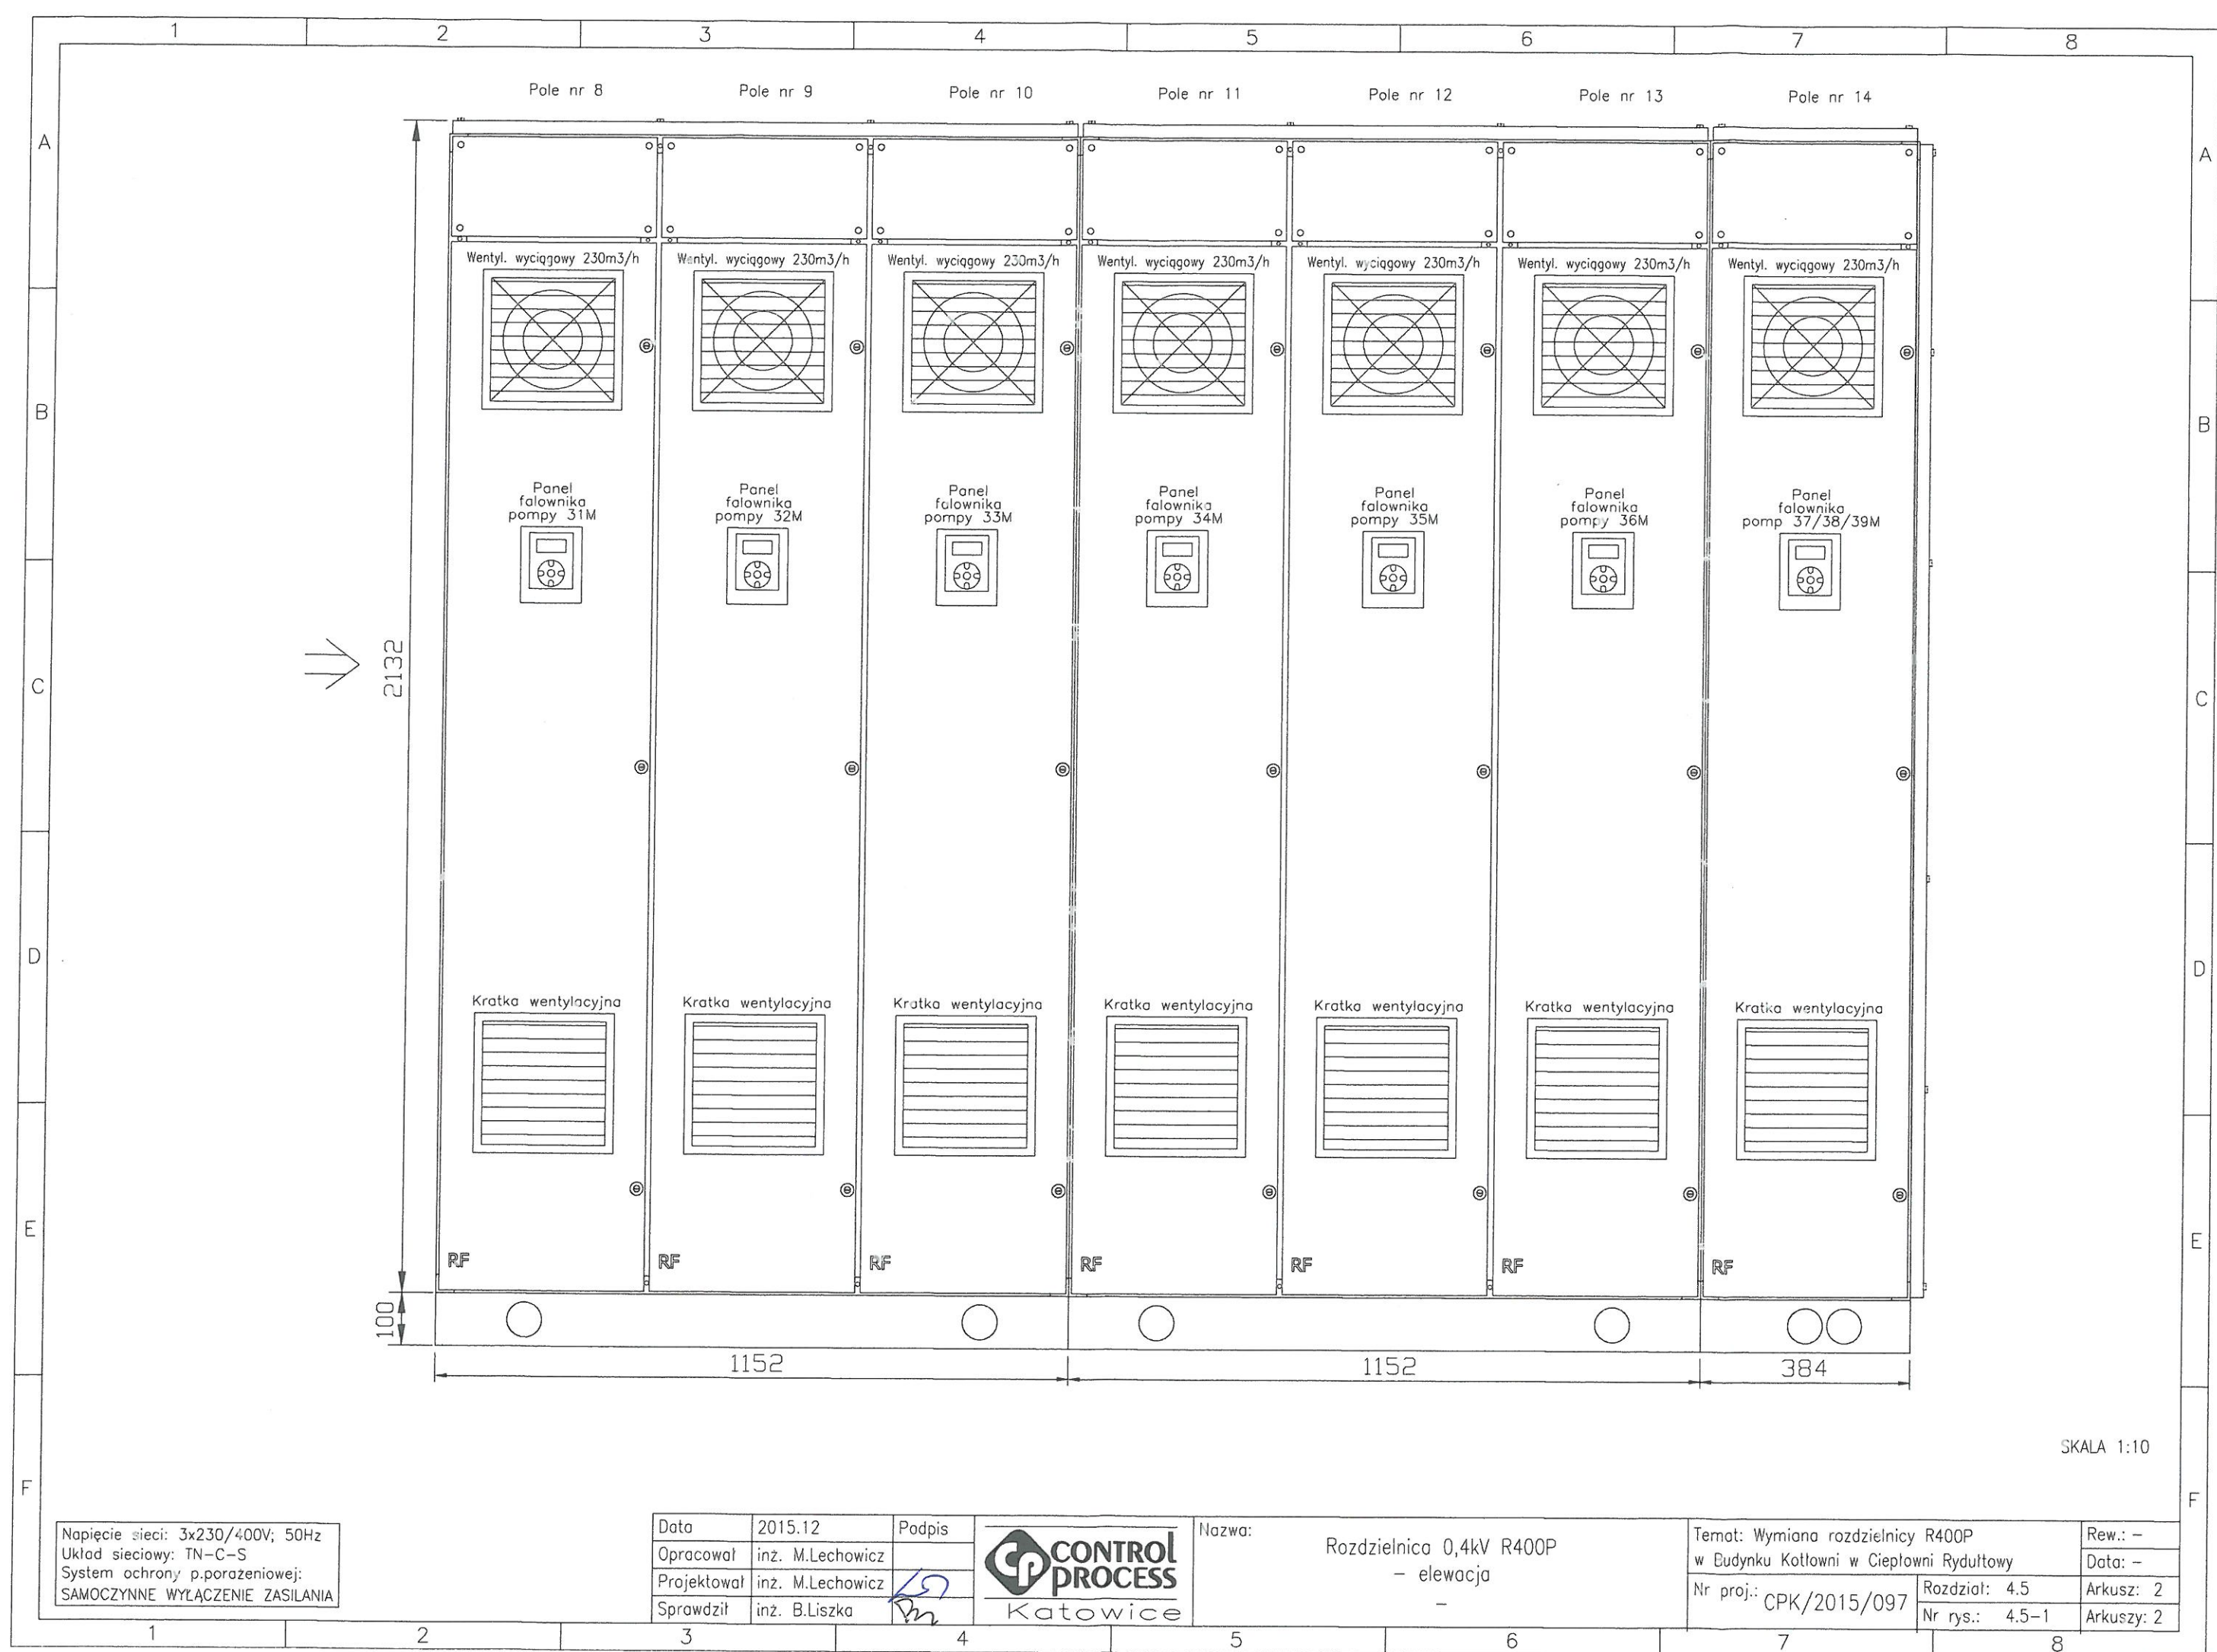 1 2 3 4 5 6 7 8
Pole nr 8 Pole nr 9 Pole nr 10 Pole nr 11 Pole nr 12 Pole nr 13 Pole nr 14
A A
Wentyl. wyciągowy 230m3/h Wentyl. wyciągowy 230m3/h Wentyl. wyciągowy 230m3/h Wentyl. wyciągowy 230m3/h Wentyl. wyciągowy 230m3/h Wentyl. wyciągowy 230m3/h Wentyl. wyciągowy 230m3/h
B B
Panel
falownika
pompy 31M
Panel
falownika
pompy 32M
Panel
falownika
pompy 33M
Panel
falownika
pompy 34M
Panel
falownika
pompy 35M
Panel
falownika
pompy 36M
Panel
falownika
pomp 37/38/39M
2132
C C
D D
Kratka wentylacyjna Kratka wentylacyjna Kratka wentylacyjna Kratka wentylacyjna Kratka wentylacyjna Kratka wentylacyjna Kratka wentylacyjna
E E
RF RF RF RF RF RF RF
100
1152 1152 384
SKALA 1:10
F F
Napięcie sieci: 3x230/400V; 50Hz
Układ sieciowy: TN-C-S
System ochrony p.porażeniowej:
SAMOCZYNNE WYŁĄCZENIE ZASILANIA
Data 2015.12 Podpis
Opracował inż. M.Lechowicz
Projektował inż. M.Lechowicz
Sprawdził inż. B.Liszka
CP CONTROL
PROCESS
Katowice
Nazwa:
Rozdzielnica 0,4kV R400P
- elewacja
-
Temat: Wymiana rozdzielnicy R400P
w Budynku Kotłowni w Ciepłowni Rydułtowy
Nr proj.: CPK/2015/097
Rozdział: 4.5
Nr rys.: 4.5-1
Rew.: -
Data: -
Arkusz: 2
Arkuszy: 2
1 2 3 4 5 6 7 8